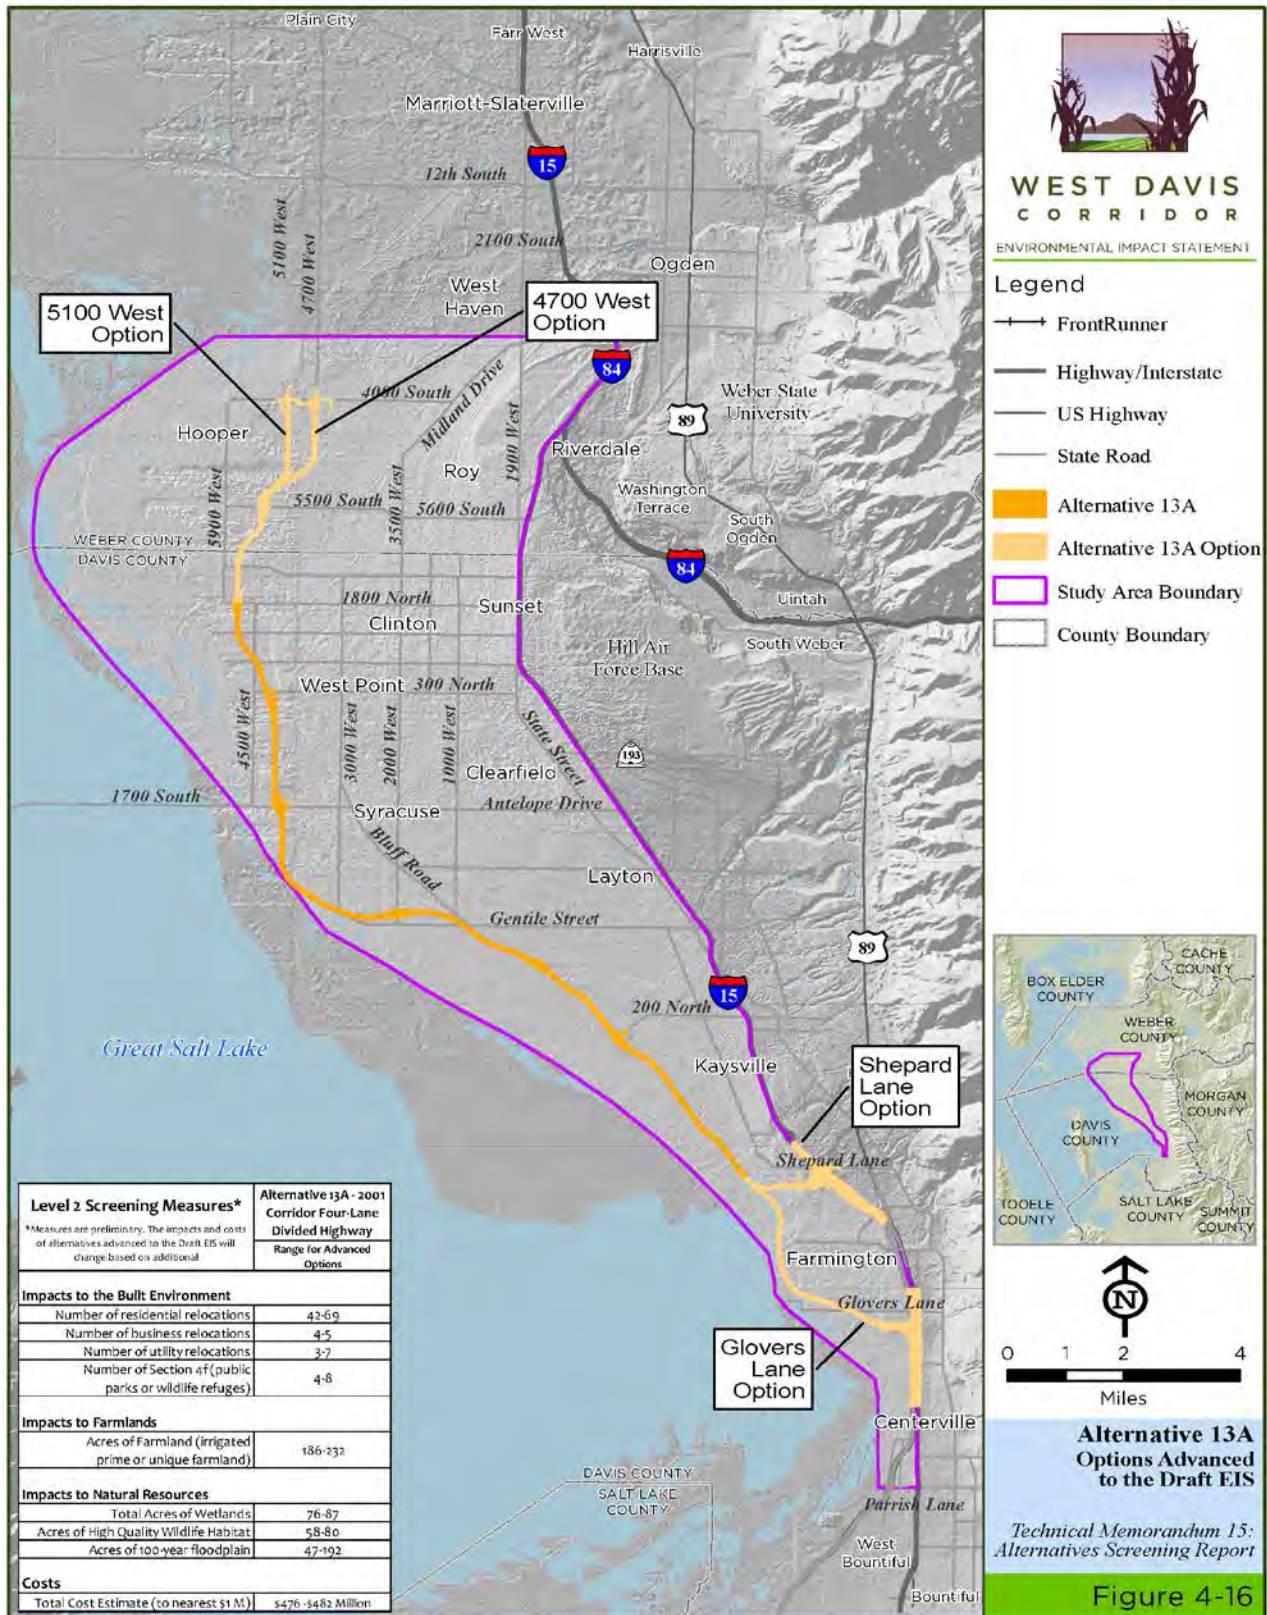 Plain City
Farr West
Harrisville
Marriott-Slaterville
15
12th South
5100 West
4700 West
2100 South
Ogden
West
Haven
5100 West
Option
4700 West
Option
84
4000 South
Midland Drive
1900 West
Weber State
University
89
Hooper
Riverdale
Roy
5900 West
5500 South
3500 West
5600 South
Washington
Terrace
South
Ogden
WEBER COUNTY
DAVIS COUNTY
84
1800 North
Sunset
Uintah
Clinton
South Weber
Hill Air
Force Base
West Point
300 North
4500 West
3000 West
2000 West
1000 West
State Street
193
Clearfield
1700 South
Syracuse
Antelope Drive
Bluff Road
Layton
Gentile Street
89
15
200 North
Great Salt Lake
Kaysville
Shepard
Lane
Option
Shepard Lane
Farmington
Glovers Lane
Glovers
Lane
Option
Centerville
DAVIS COUNTY
SALT LAKE
COUNTY
Parrish Lane
West
Bountiful
Bountiful
Level 2 Screening Measures*
*Measures are preliminary. The impacts and costs
of alternatives advanced to the Draft EIS will
change based on additional
Alternative 13A - 2001
Corridor Four-Lane
Divided Highway
Range for Advanced
Options
Impacts to the Built Environment
Number of residential relocations 42-69
Number of business relocations 4-5
Number of utility relocations 3-7
Number of Section 4f (public
parks or wildlife refuges) 4-8
Impacts to Farmlands
Acres of Farmland (irrigated
prime or unique farmland) 186-232
Impacts to Natural Resources
Total Acres of Wetlands 76-87
Acres of High Quality Wildlife Habitat 58-80
Acres of 100-year floodplain 47-192
Costs
Total Cost Estimate (to nearest $1 M) $476 -$482 Million
WEST DAVIS
CORRIDOR
ENVIRONMENTAL IMPACT STATEMENT
Legend
FrontRunner
Highway/Interstate
US Highway
State Road
Alternative 13A
Alternative 13A Option
Study Area Boundary
County Boundary
CACHE
COUNTY
BOX ELDER
COUNTY
WEBER
COUNTY
MORGAN
COUNTY
DAVIS
COUNTY
TOOELE
COUNTY
SALT LAKE
COUNTY
SUMMIT
COUNTY
N
0 1 2 4
Miles
Alternative 13A
Options Advanced
to the Draft EIS
Technical Memorandum 15:
Alternatives Screening Report
Figure 4-16